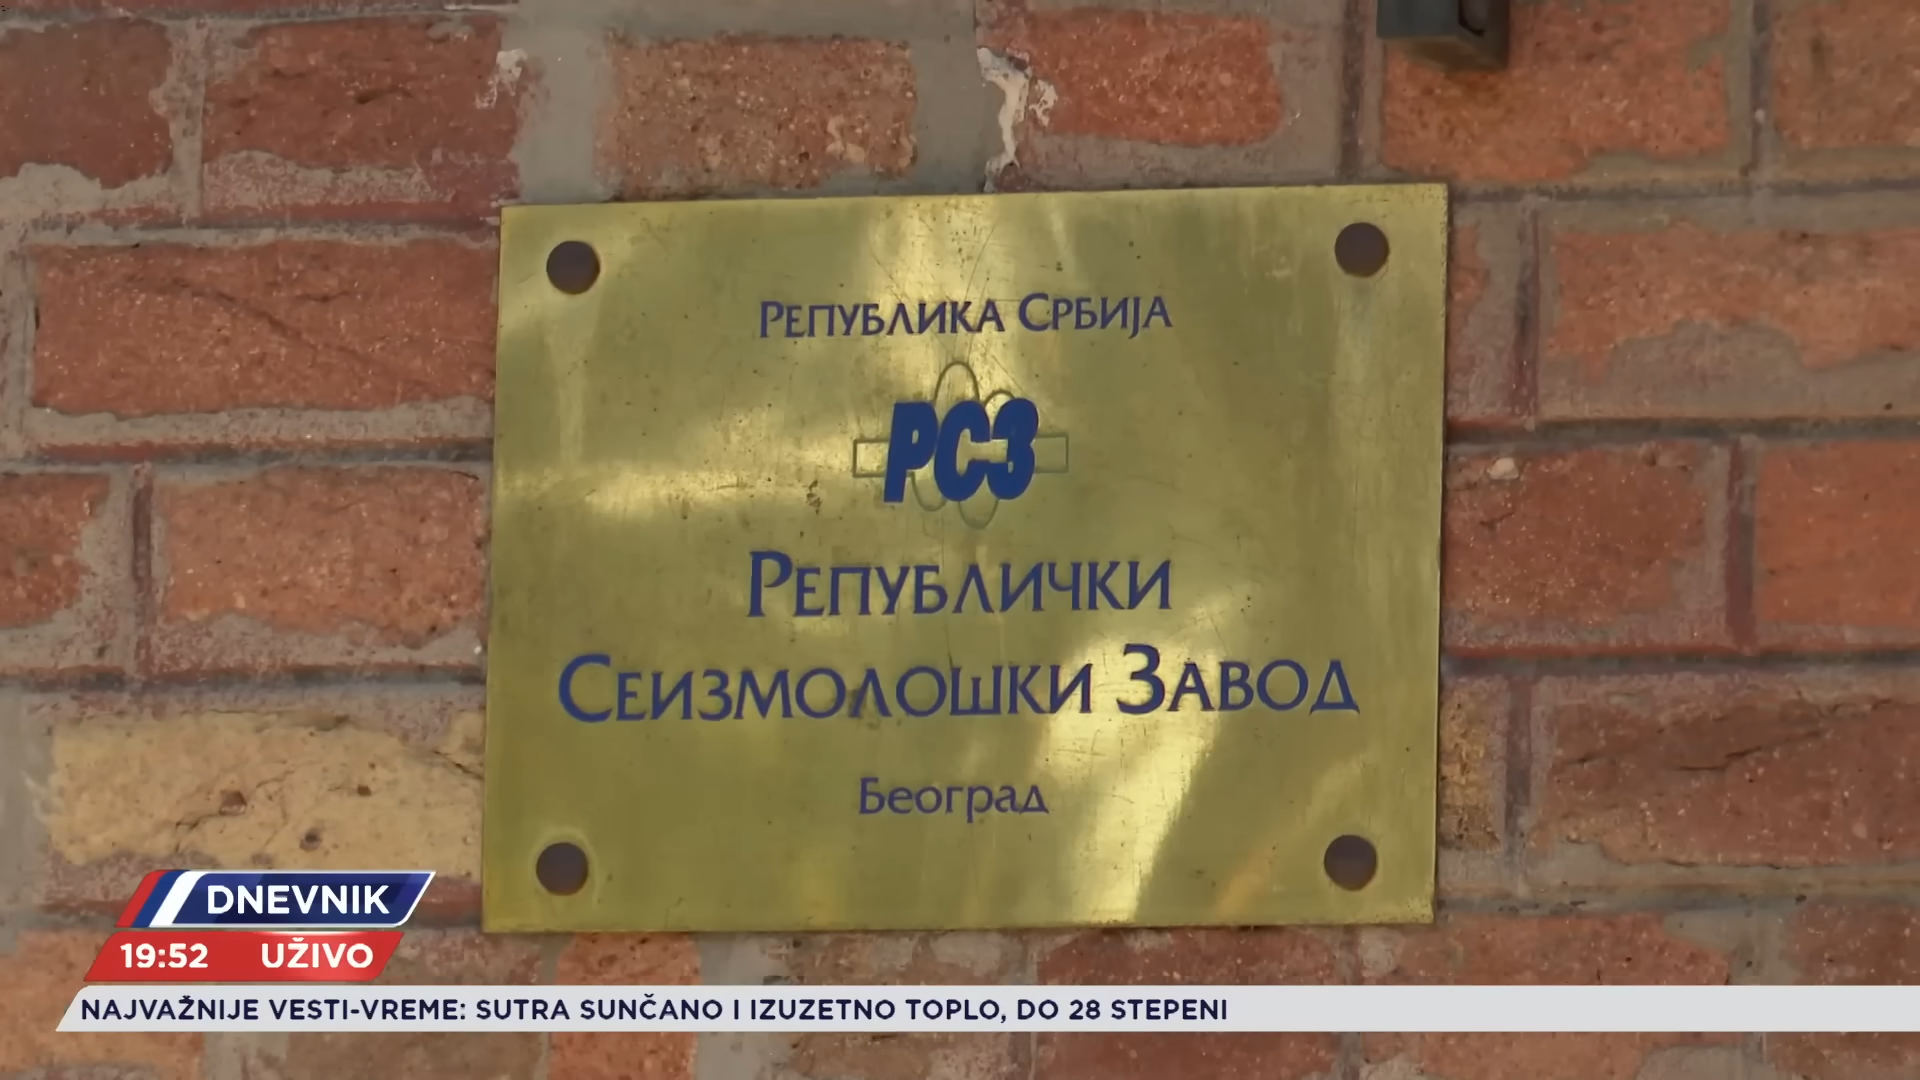 Република Србија
РСЗ
Републички
Сеизмолошки Завод
Београд
DNEVNIK
19:52 UŽIVO
NAJVAŽNIJE VESTI-VREME: SUTRA SUNČANO I IZUZETNO TOPLO, DO 28 STEPENI